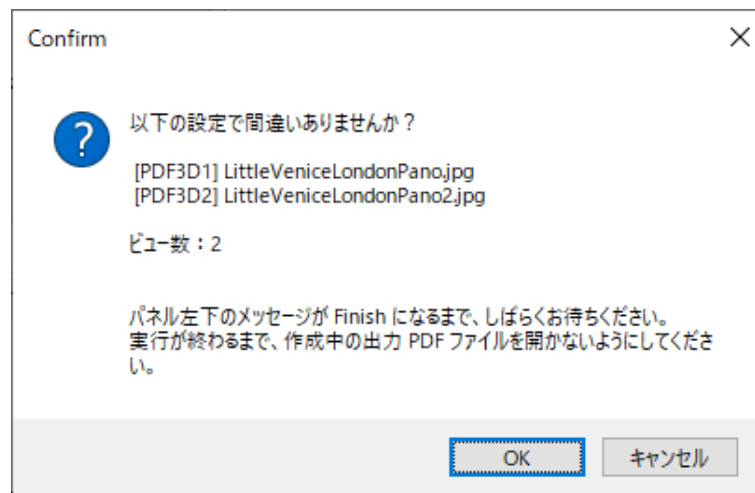 Confirm
以下の設定で間違いありませんか？
[PDF3D1] LittleVeniceLondonPano.jpg
[PDF3D2] LittleVeniceLondonPano2.jpg
ビュー数：2
パネル左下のメッセージが Finish になるまで、しばらくお待ちください。
実行が終わるまで、作成中の出力 PDF ファイルを開かないようにしてくださ
い。
OK
キャンセル